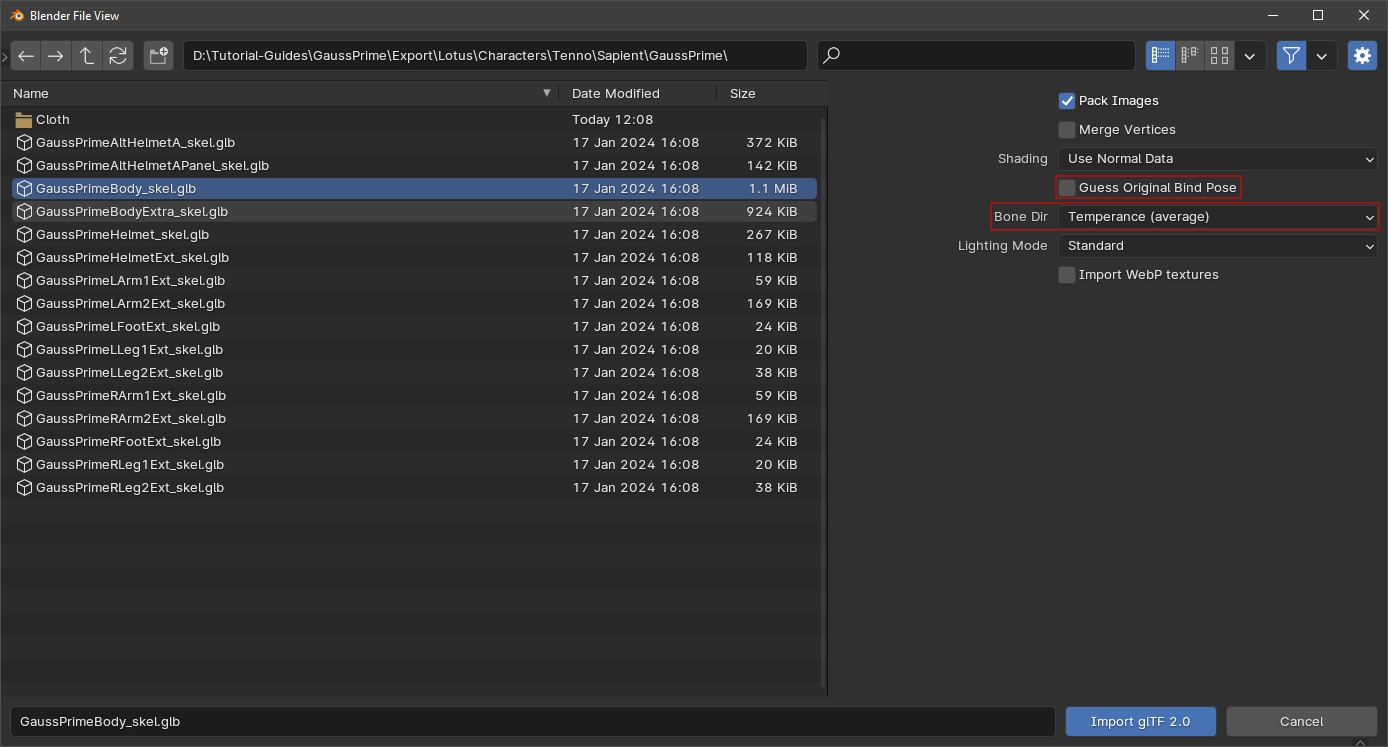 Blender File View
D:\Tutorial-Guides\GaussPrime\Export\Lotus\Characters\Tenno\Sapient\GaussPrime\
Name Date Modified Size
Cloth Today 12:08
GaussPrimeAltHelmetA_skel.glb 17 Jan 2024 16:08 372 KiB
GaussPrimeAltHelmetAPanel_skel.glb 17 Jan 2024 16:08 142 KiB
GaussPrimeBody_skel.glb 17 Jan 2024 16:08 1.1 MiB
GaussPrimeBodyExtra_skel.glb 17 Jan 2024 16:08 924 KiB
GaussPrimeHelmet_skel.glb 17 Jan 2024 16:08 267 KiB
GaussPrimeHelmetExt_skel.glb 17 Jan 2024 16:08 118 KiB
GaussPrimeLArm1Ext_skel.glb 17 Jan 2024 16:08 59 KiB
GaussPrimeLArm2Ext_skel.glb 17 Jan 2024 16:08 169 KiB
GaussPrimeLFootExt_skel.glb 17 Jan 2024 16:08 24 KiB
GaussPrimeLLeg1Ext_skel.glb 17 Jan 2024 16:08 20 KiB
GaussPrimeLLeg2Ext_skel.glb 17 Jan 2024 16:08 38 KiB
GaussPrimeRArm1Ext_skel.glb 17 Jan 2024 16:08 59 KiB
GaussPrimeRArm2Ext_skel.glb 17 Jan 2024 16:08 169 KiB
GaussPrimeRFootExt_skel.glb 17 Jan 2024 16:08 24 KiB
GaussPrimeRLeg1Ext_skel.glb 17 Jan 2024 16:08 20 KiB
GaussPrimeRLeg2Ext_skel.glb 17 Jan 2024 16:08 38 KiB
Pack Images
Merge Vertices
Shading Use Normal Data
Guess Original Bind Pose
Bone Dir Temperance (average)
Lighting Mode Standard
Import WebP textures
GaussPrimeBody_skel.glb
Import glTF 2.0
Cancel